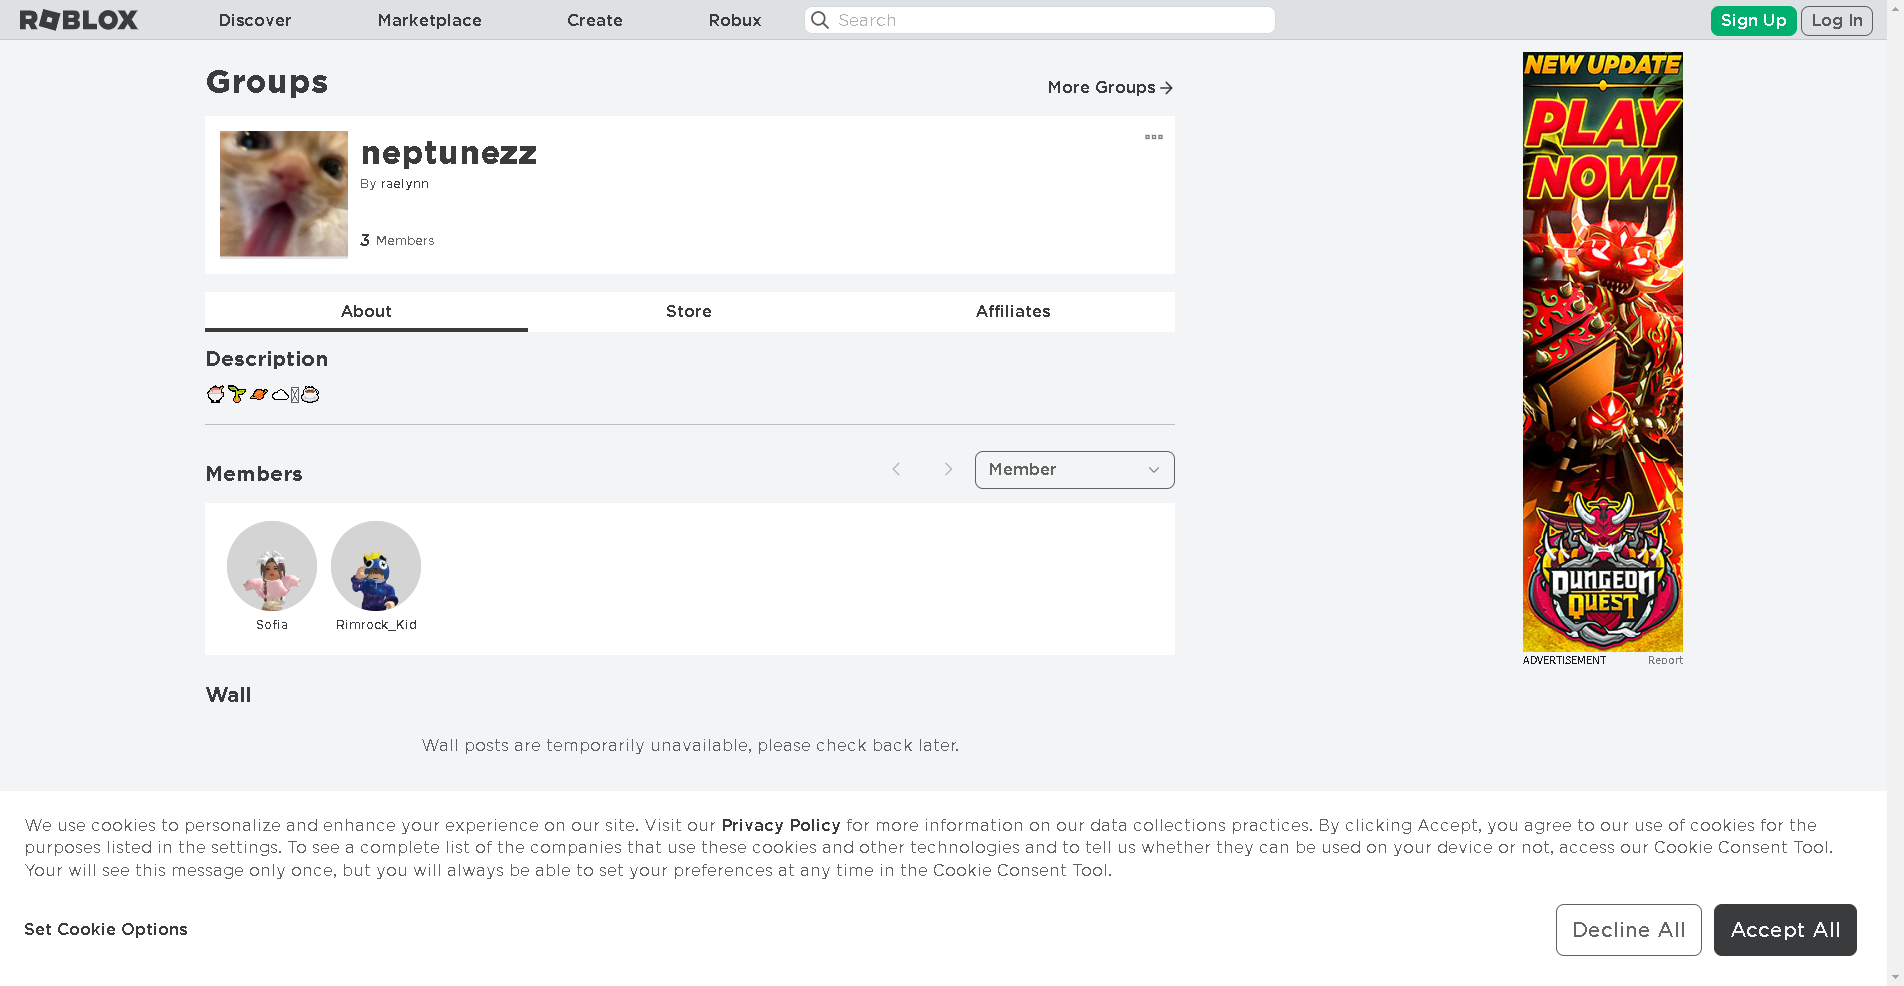 ROBLOX Discover Marketplace Create Robux Search Sign Up Log In
Groups
More Groups
neptunezz
By raelynn
3 Members
About Store Affiliates
Description
Members
Member
Sofia Rimrock_Kid
Wall
Wall posts are temporarily unavailable, please check back later.
NEW UPDATE
PLAY
NOW!
DUNGEON
QUEST
ADVERTISEMENT Report
We use cookies to personalize and enhance your experience on our site. Visit our Privacy Policy for more information on our data collections practices. By clicking Accept, you agree to our use of cookies for the
purposes listed in the settings. To see a complete list of the companies that use these cookies and other technologies and to tell us whether they can be used on your device or not, access our Cookie Consent Tool.
Your will see this message only once, but you will always be able to set your preferences at any time in the Cookie Consent Tool.
Set Cookie Options
Decline All Accept All